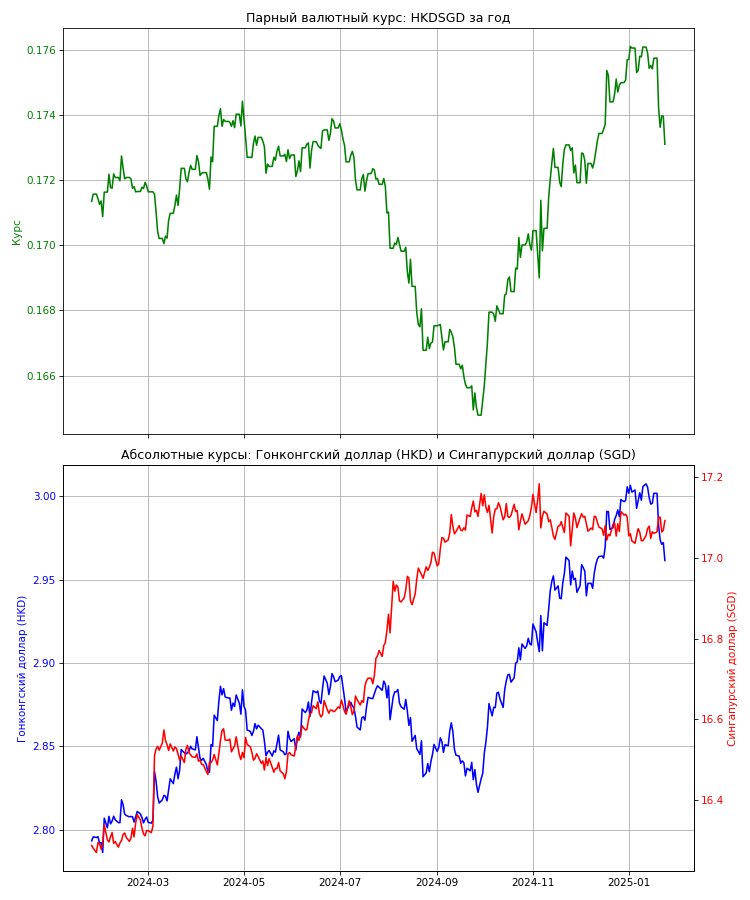 Парный валютный курс: HKDSGD за год
0.176
0.174
0.172
0.170
0.168
0.166
Курс
Абсолютные курсы: Гонконгский доллар (HKD) и Сингапурский доллар (SGD)
3.00
2.95
2.90
2.85
2.80
Гонконгский доллар (HKD)
17.2
17.0
16.8
16.6
16.4
Сингапурский доллар (SGD)
2024-03 2024-05 2024-07 2024-09 2024-11 2025-01